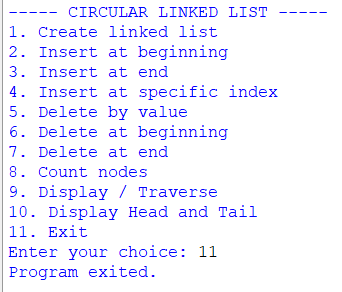 ----- CIRCULAR LINKED LIST -----
1. Create linked list
2. Insert at beginning
3. Insert at end
4. Insert at specific index
5. Delete by value
6. Delete at beginning
7. Delete at end
8. Count nodes
9. Display / Traverse
10. Display Head and Tail
11. Exit
Enter your choice: 11
Program exited.